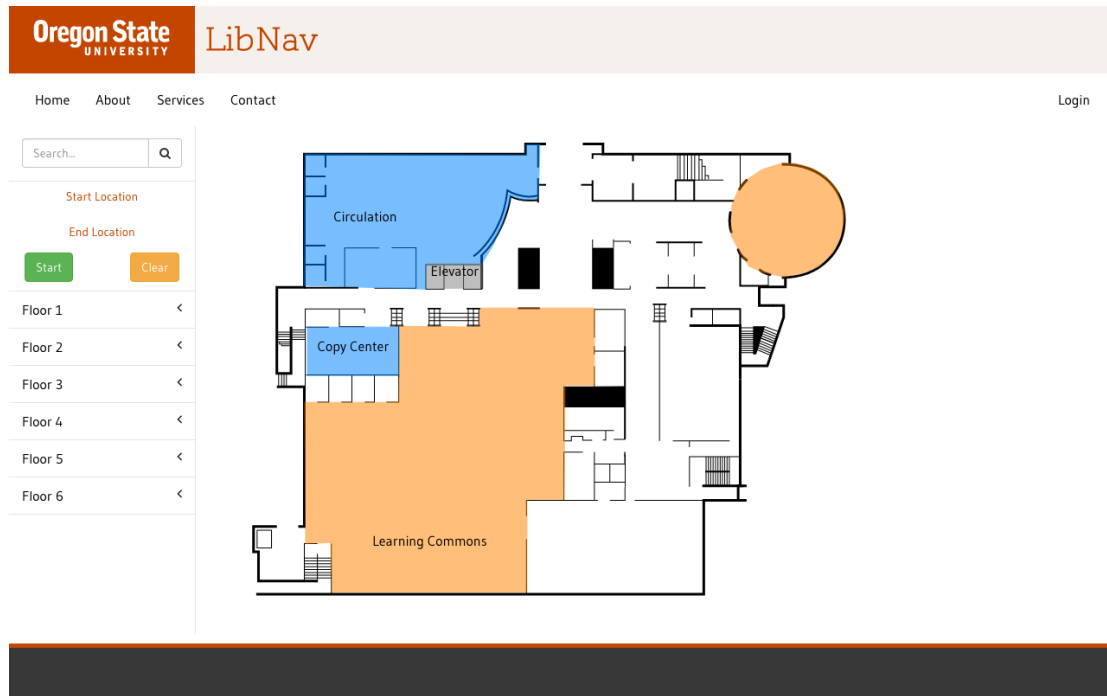 Oregon State
UNIVERSITY
LibNav
Home About Services Contact Login
Search...
Start Location
End Location
Start Clear
Floor 1
Floor 2
Floor 3
Floor 4
Floor 5
Floor 6
Circulation
Elevator
Copy Center
Learning Commons